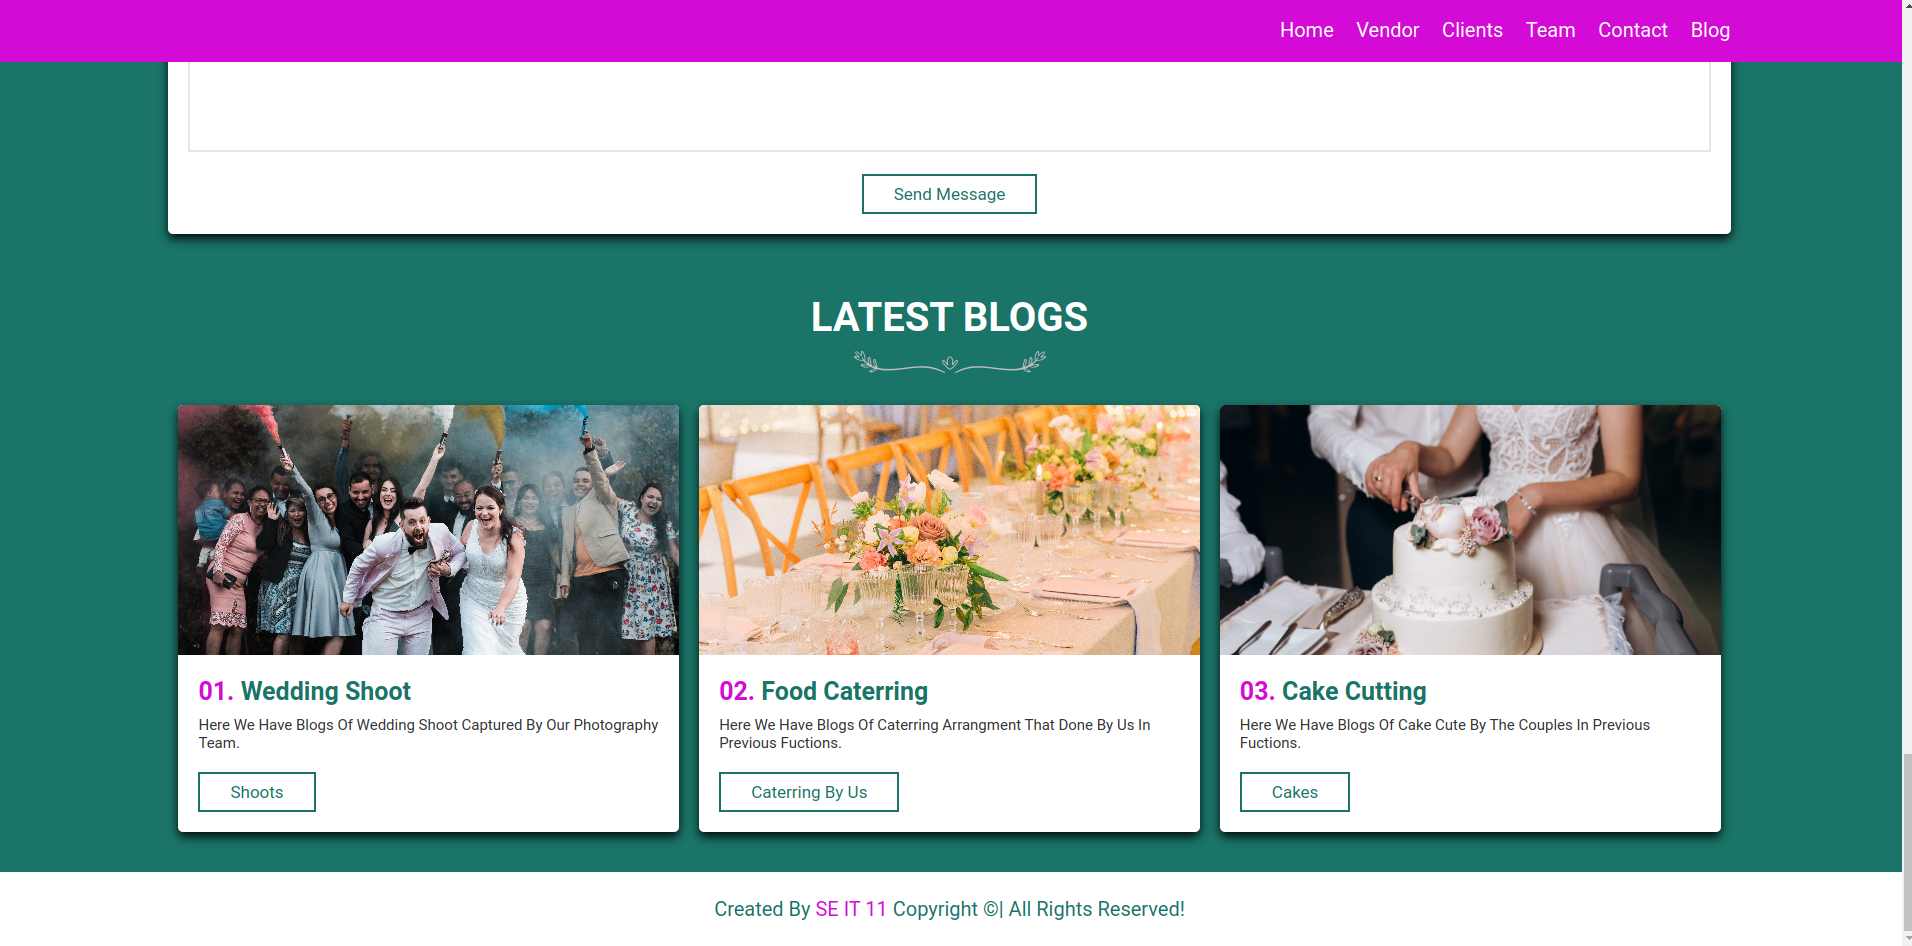 Home Vendor Clients Team Contact Blog
Send Message
LATEST BLOGS
01. Wedding Shoot
Here We Have Blogs Of Wedding Shoot Captured By Our Photography
Team.
Shoots
02. Food Caterring
Here We Have Blogs Of Caterring Arrangment That Done By Us In
Previous Fuctions.
Caterring By Us
03. Cake Cutting
Here We Have Blogs Of Cake Cute By The Couples In Previous
Fuctions.
Cakes
Created By SE IT 11 Copyright ©| All Rights Reserved!